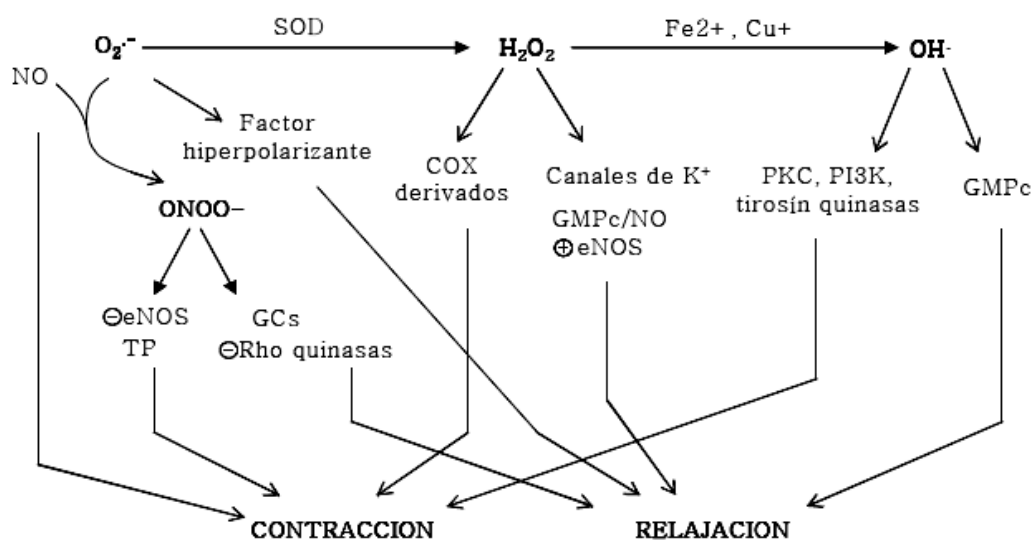 SOD
Fe2+ , Cu+
O₂·⁻
H₂O₂
OH·
NO
Factor
hiperpolarizante
COX
derivados
Canales de K⁺
GMPc/NO
⊕eNOS
PKC, PI3K,
tirosín quinasas
GMPc
ONOO−
⊖eNOS
TP
GCs
⊖Rho quinasas
CONTRACCION
RELAJACION